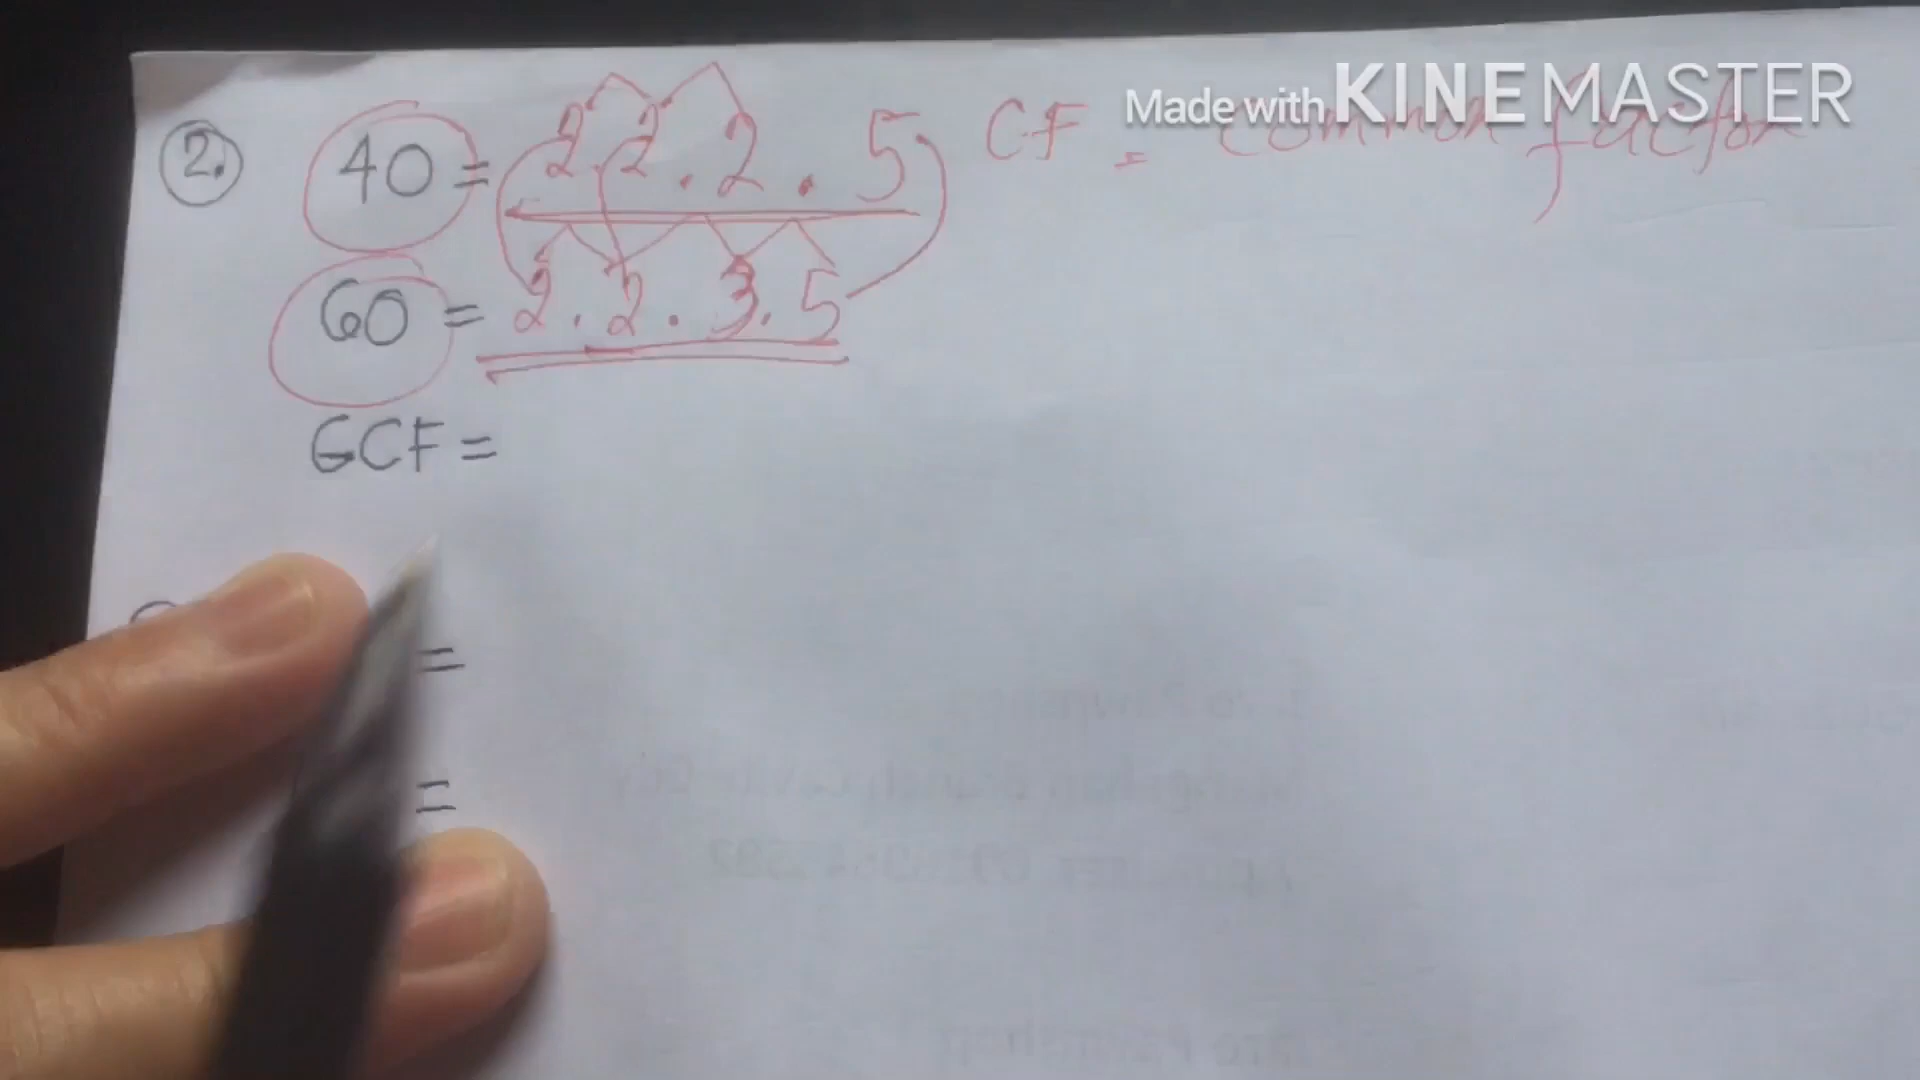 Made with KINEMASTER
2. 40 = 2.2.2.5 CF = common factor
60 = 2.2.3.5
GCF =
=
=